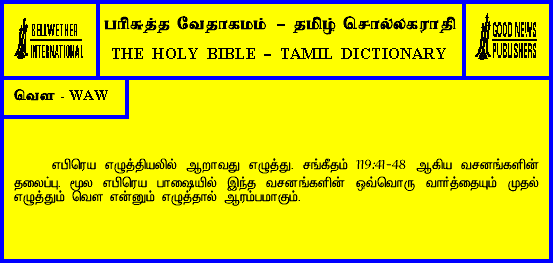 BELLWETHER
INTERNATIONAL
பரிசுத்த வேதாகமம் – தமிழ் சொல்லகராதி
THE HOLY BIBLE – TAMIL DICTIONARY
GOOD NEWS
PUBLISHERS
வௌ - WAW
எபிரெய எழுத்தியலில் ஆறாவது எழுத்து. சங்கீதம் 119:41-48 ஆகிய வசனங்களின்
தலைப்பு. மூல எபிரெய பாஷையில் இந்த வசனங்களின் ஒவ்வொரு வார்த்தையும் முதல்
எழுத்தும் வௌ என்னும் எழுத்தால் ஆரம்பமாகும்.